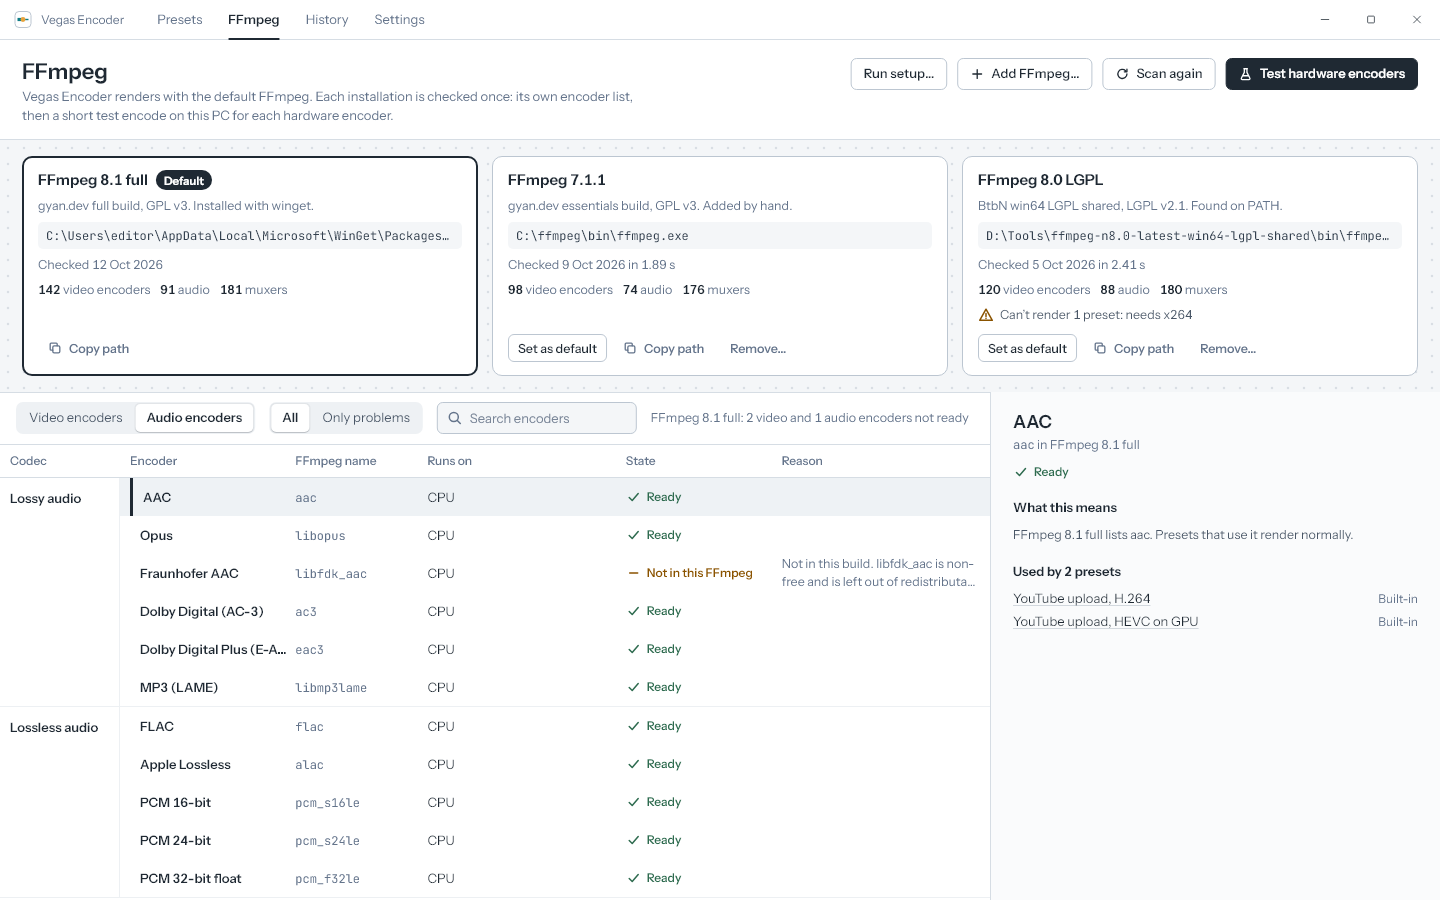 Vegas Encoder Presets FFmpeg History Settings
FFmpeg
Vegas Encoder renders with the default FFmpeg. Each installation is checked once: its own encoder list,
then a short test encode on this PC for each hardware encoder.
Run setup... Add FFmpeg... Scan again Test hardware encoders
FFmpeg 8.1 full Default
gyan.dev full build, GPL v3. Installed with winget.
C:\Users\editor\AppData\Local\Microsoft\WinGet\Packages…
Checked 12 Oct 2026
142 video encoders 91 audio 181 muxers
Copy path
FFmpeg 7.1.1
gyan.dev essentials build, GPL v3. Added by hand.
C:\ffmpeg\bin\ffmpeg.exe
Checked 9 Oct 2026 in 1.89 s
98 video encoders 74 audio 176 muxers
Set as default Copy path Remove...
FFmpeg 8.0 LGPL
BtbN win64 LGPL shared, LGPL v2.1. Found on PATH.
D:\Tools\ffmpeg-n8.0-latest-win64-lgpl-shared\bin\ffmpe…
Checked 5 Oct 2026 in 2.41 s
120 video encoders 88 audio 180 muxers
Can't render 1 preset: needs x264
Set as default Copy path Remove...
Video encoders Audio encoders All Only problems Search encoders FFmpeg 8.1 full: 2 video and 1 audio encoders not ready
Codec Encoder FFmpeg name Runs on State Reason
Lossy audio AAC aac CPU Ready
Opus libopus CPU Ready
Fraunhofer AAC libfdk_aac CPU Not in this FFmpeg Not in this build. libfdk_aac is non-
free and is left out of redistributa…
Dolby Digital (AC-3) ac3 CPU Ready
Dolby Digital Plus (E-A… eac3 CPU Ready
MP3 (LAME) libmp3lame CPU Ready
Lossless audio FLAC flac CPU Ready
Apple Lossless alac CPU Ready
PCM 16-bit pcm_s16le CPU Ready
PCM 24-bit pcm_s24le CPU Ready
PCM 32-bit float pcm_f32le CPU Ready
AAC
aac in FFmpeg 8.1 full
Ready
What this means
FFmpeg 8.1 full lists aac. Presets that use it render normally.
Used by 2 presets
YouTube upload, H.264 Built-in
YouTube upload, HEVC on GPU Built-in